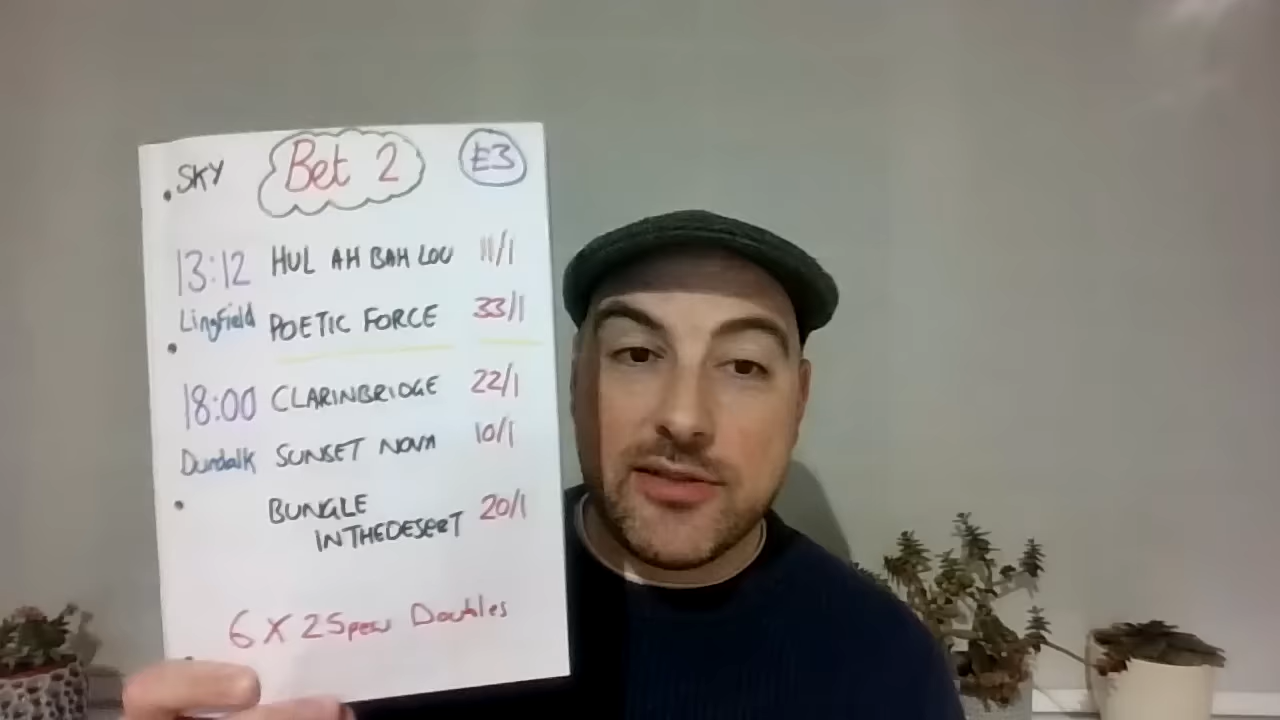 SKY Bet 2 £3
13:12 HUL AH BAH LOU 11/1
Lingfield POETIC FORCE 33/1
18:00 CLARINBRIDGE 22/1
Dundalk SUNSET NOVA 10/1
BUNGLE 20/1
INTHEDESERT
6 X 25pew Doubles